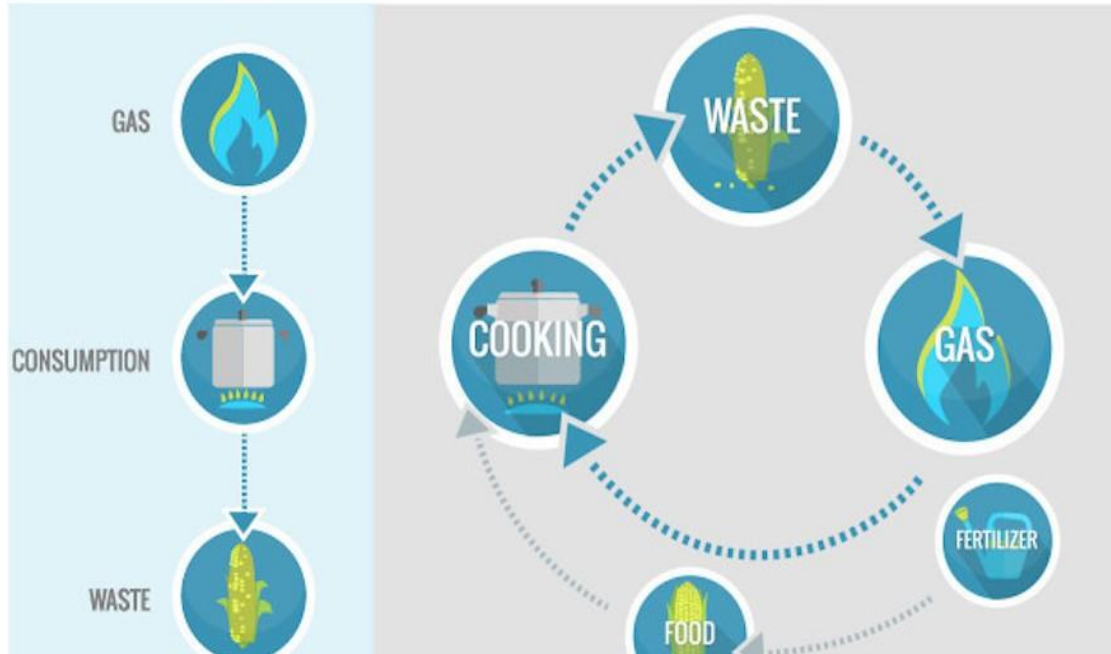 GAS
CONSUMPTION
WASTE
WASTE
COOKING
GAS
FERTILIZER
FOOD